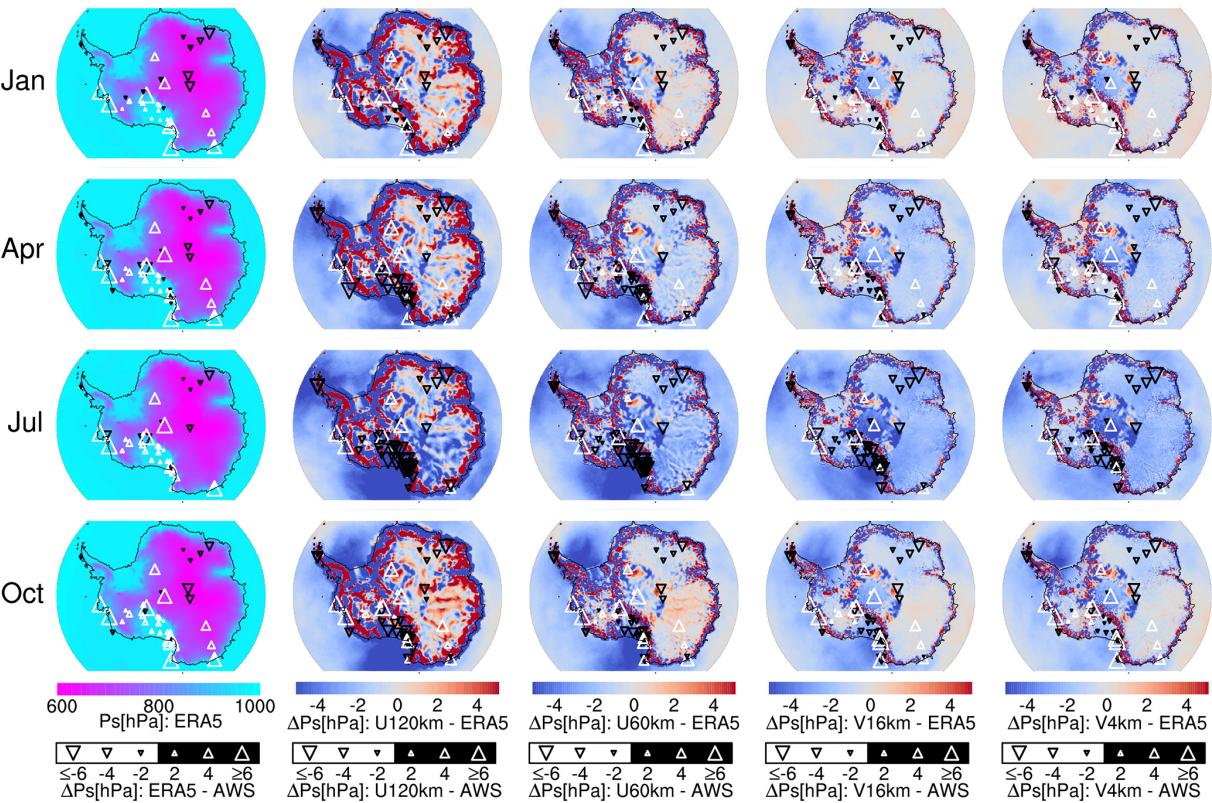 Jan
Apr
Jul
Oct
600 800 1000
Ps[hPa]: ERA5
-4 -2 0 2 4
ΔPs[hPa]: U120km - ERA5
-4 -2 0 2 4
ΔPs[hPa]: U60km - ERA5
-4 -2 0 2 4
ΔPs[hPa]: V16km - ERA5
-4 -2 0 2 4
ΔPs[hPa]: V4km - ERA5
≤-6 -4 -2 2 4 ≥6
ΔPs[hPa]: ERA5 - AWS
≤-6 -4 -2 2 4 ≥6
ΔPs[hPa]: U120km - AWS
≤-6 -4 -2 2 4 ≥6
ΔPs[hPa]: U60km - AWS
≤-6 -4 -2 2 4 ≥6
ΔPs[hPa]: V16km - AWS
≤-6 -4 -2 2 4 ≥6
ΔPs[hPa]: V4km - AWS